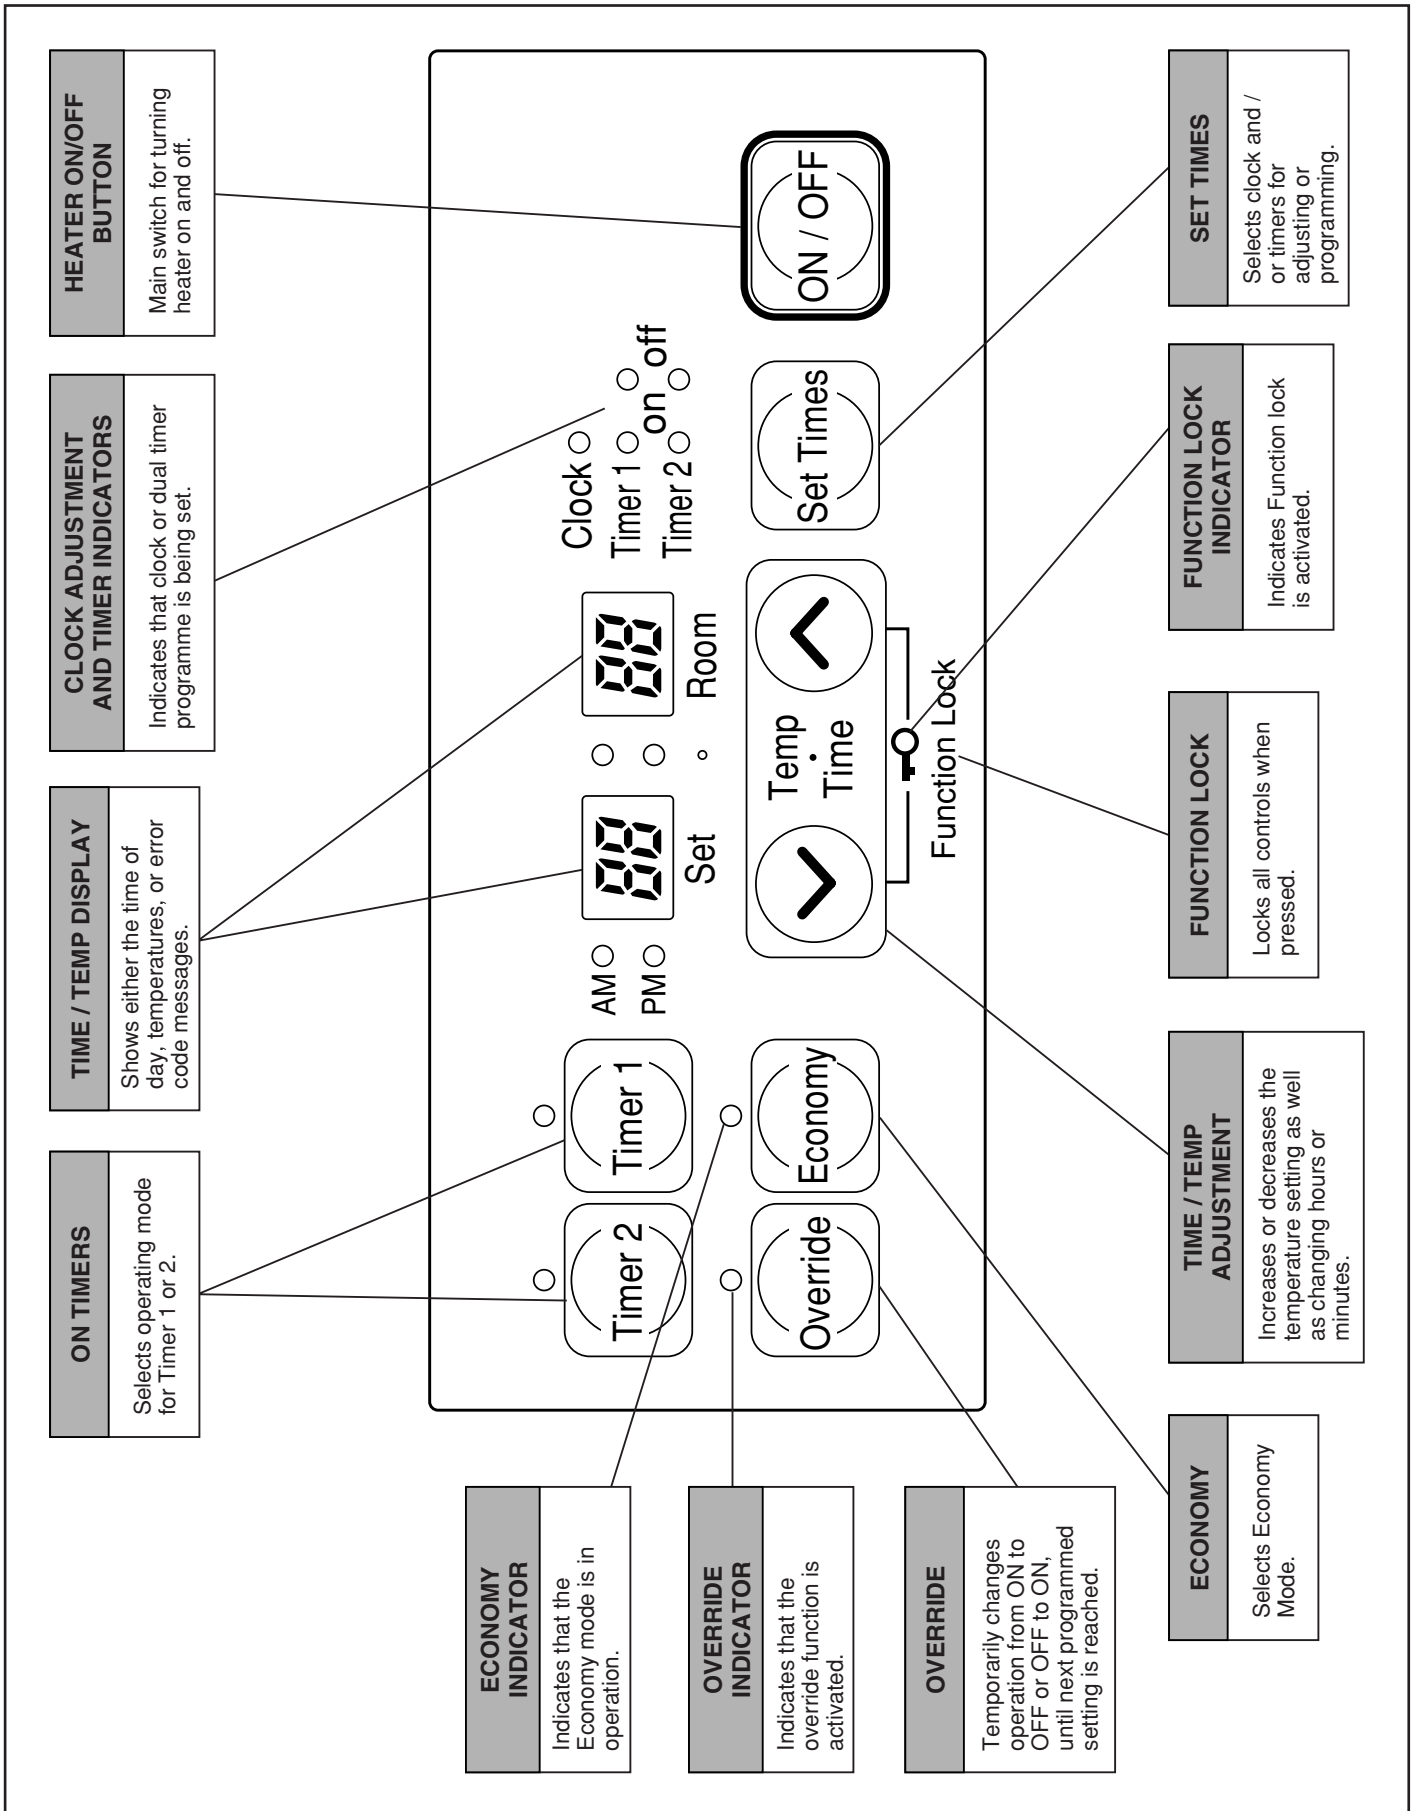 ON TIMERS
Selects operating mode
for Timer 1 or 2.
TIME / TEMP DISPLAY
Shows either the time of
day, temperatures, or error
code messages.
CLOCK ADJUSTMENT
AND TIMER INDICATORS
Indicates that clock or dual timer
programme is being set.
HEATER ON/OFF
BUTTON
Main switch for turning
heater on and off.
ECONOMY
INDICATOR
Indicates that the
Economy mode is in
operation.
OVERRIDE
INDICATOR
Indicates that the
override function is
activated.
OVERRIDE
Temporarily changes
operation from ON to
OFF or OFF to ON,
until next programmed
setting is reached.
Timer 2
Timer 1
AM
PM
88
Set
88
Room
Clock
Timer 1
Timer 2
on
off
Override
Economy
Temp
Time
Function Lock
Set Times
ON / OFF
ECONOMY
Selects Economy
Mode.
TIME / TEMP
ADJUSTMENT
Increases or decreases the
temperature setting as well
as changing hours or
minutes.
FUNCTION LOCK
Locks all controls when
pressed.
FUNCTION LOCK
INDICATOR
Indicates Function lock
is activated.
SET TIMES
Selects clock and /
or timers for
adjusting or
programming.